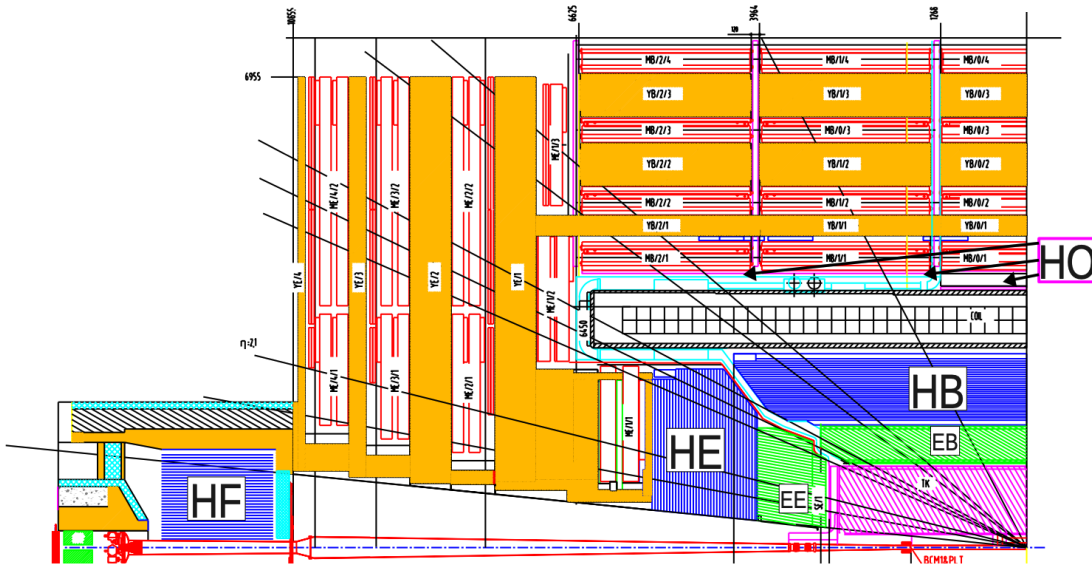 10855
6625
3964
1268
120
6955
MB/2/4
MB/1/4
MB/0/4
YB/2/3
YB/1/3
YB/0/3
MB/2/3
MB/0/3
MB/0/3
YB/2/2
YB/1/2
YB/0/2
MB/2/2
MB/1/2
MB/0/2
YB/2/1
YB/1/1
YB/0/1
MB/2/1
MB/1/1
MB/0/1
HO
ME/1/3
ME/4/2
ME/3/2
ME/2/2
YE/4
YE/3
YE/2
YE/1
ME/1/2
6450
COIL
η=2,1
ME/4/1
ME/3/1
ME/2/1
ME/1/1
HB
EB
HE
TK
HF
EE
SE/1
BCM1&PLT